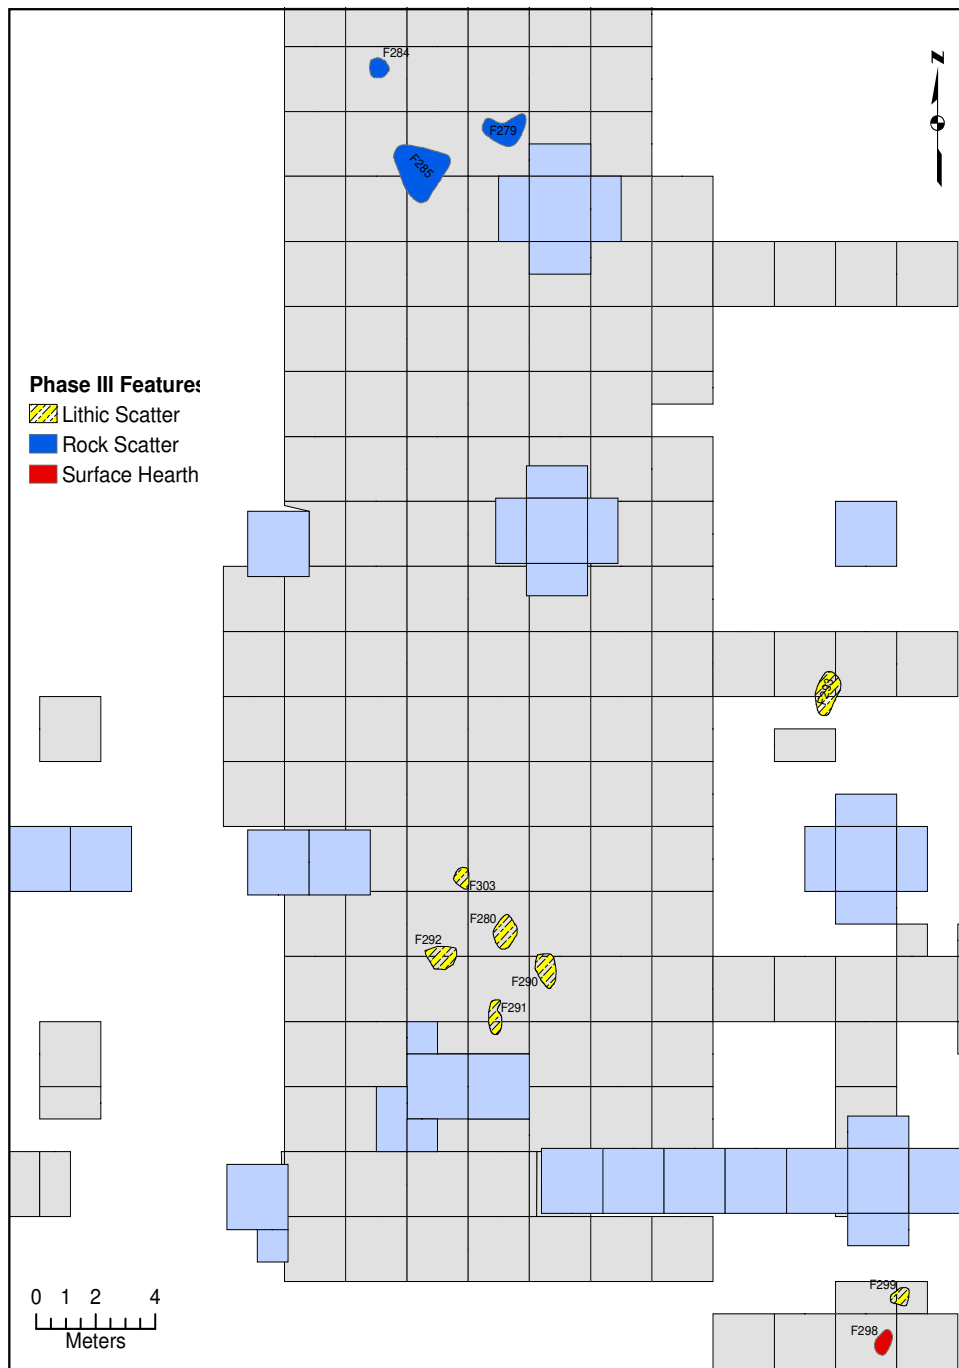 F284
N
F279
F285
Phase III Features
Lithic Scatter
Rock Scatter
Surface Hearth
F303
F280
F292
F290
F291
F299
F298
0 1 2 4
Meters